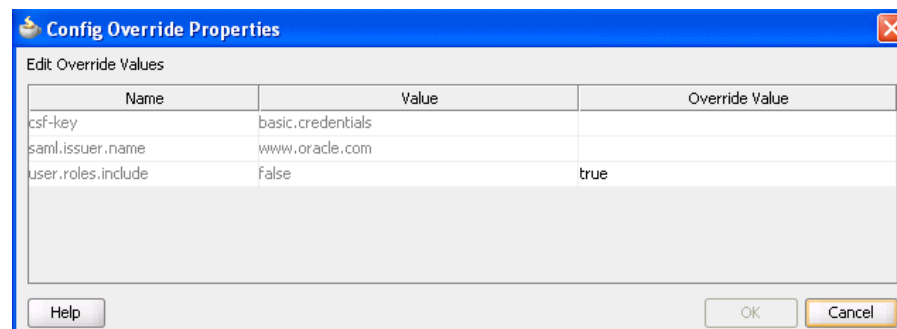 Config Override Properties
Edit Override Values
Name Value Override Value
csf-key basic.credentials
saml.issuer.name www.oracle.com
user.roles.include false true
Help OK Cancel